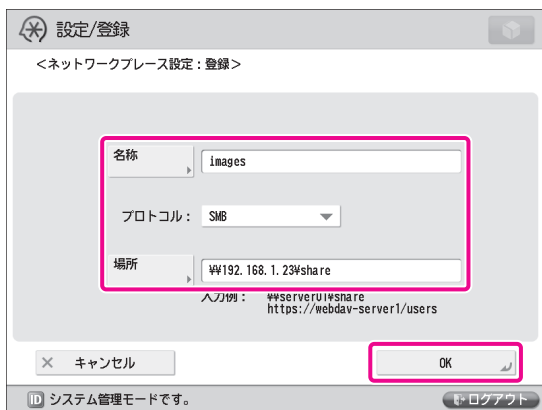 設定/登録
<ネットワークプレース設定:登録>
名称
images
プロトコル: SMB
場所
¥¥192.168.1.23¥share
入力例: ¥¥server01¥share
https://webdav-server1/users
× キャンセル
OK
ID システム管理モードです。
ログアウト